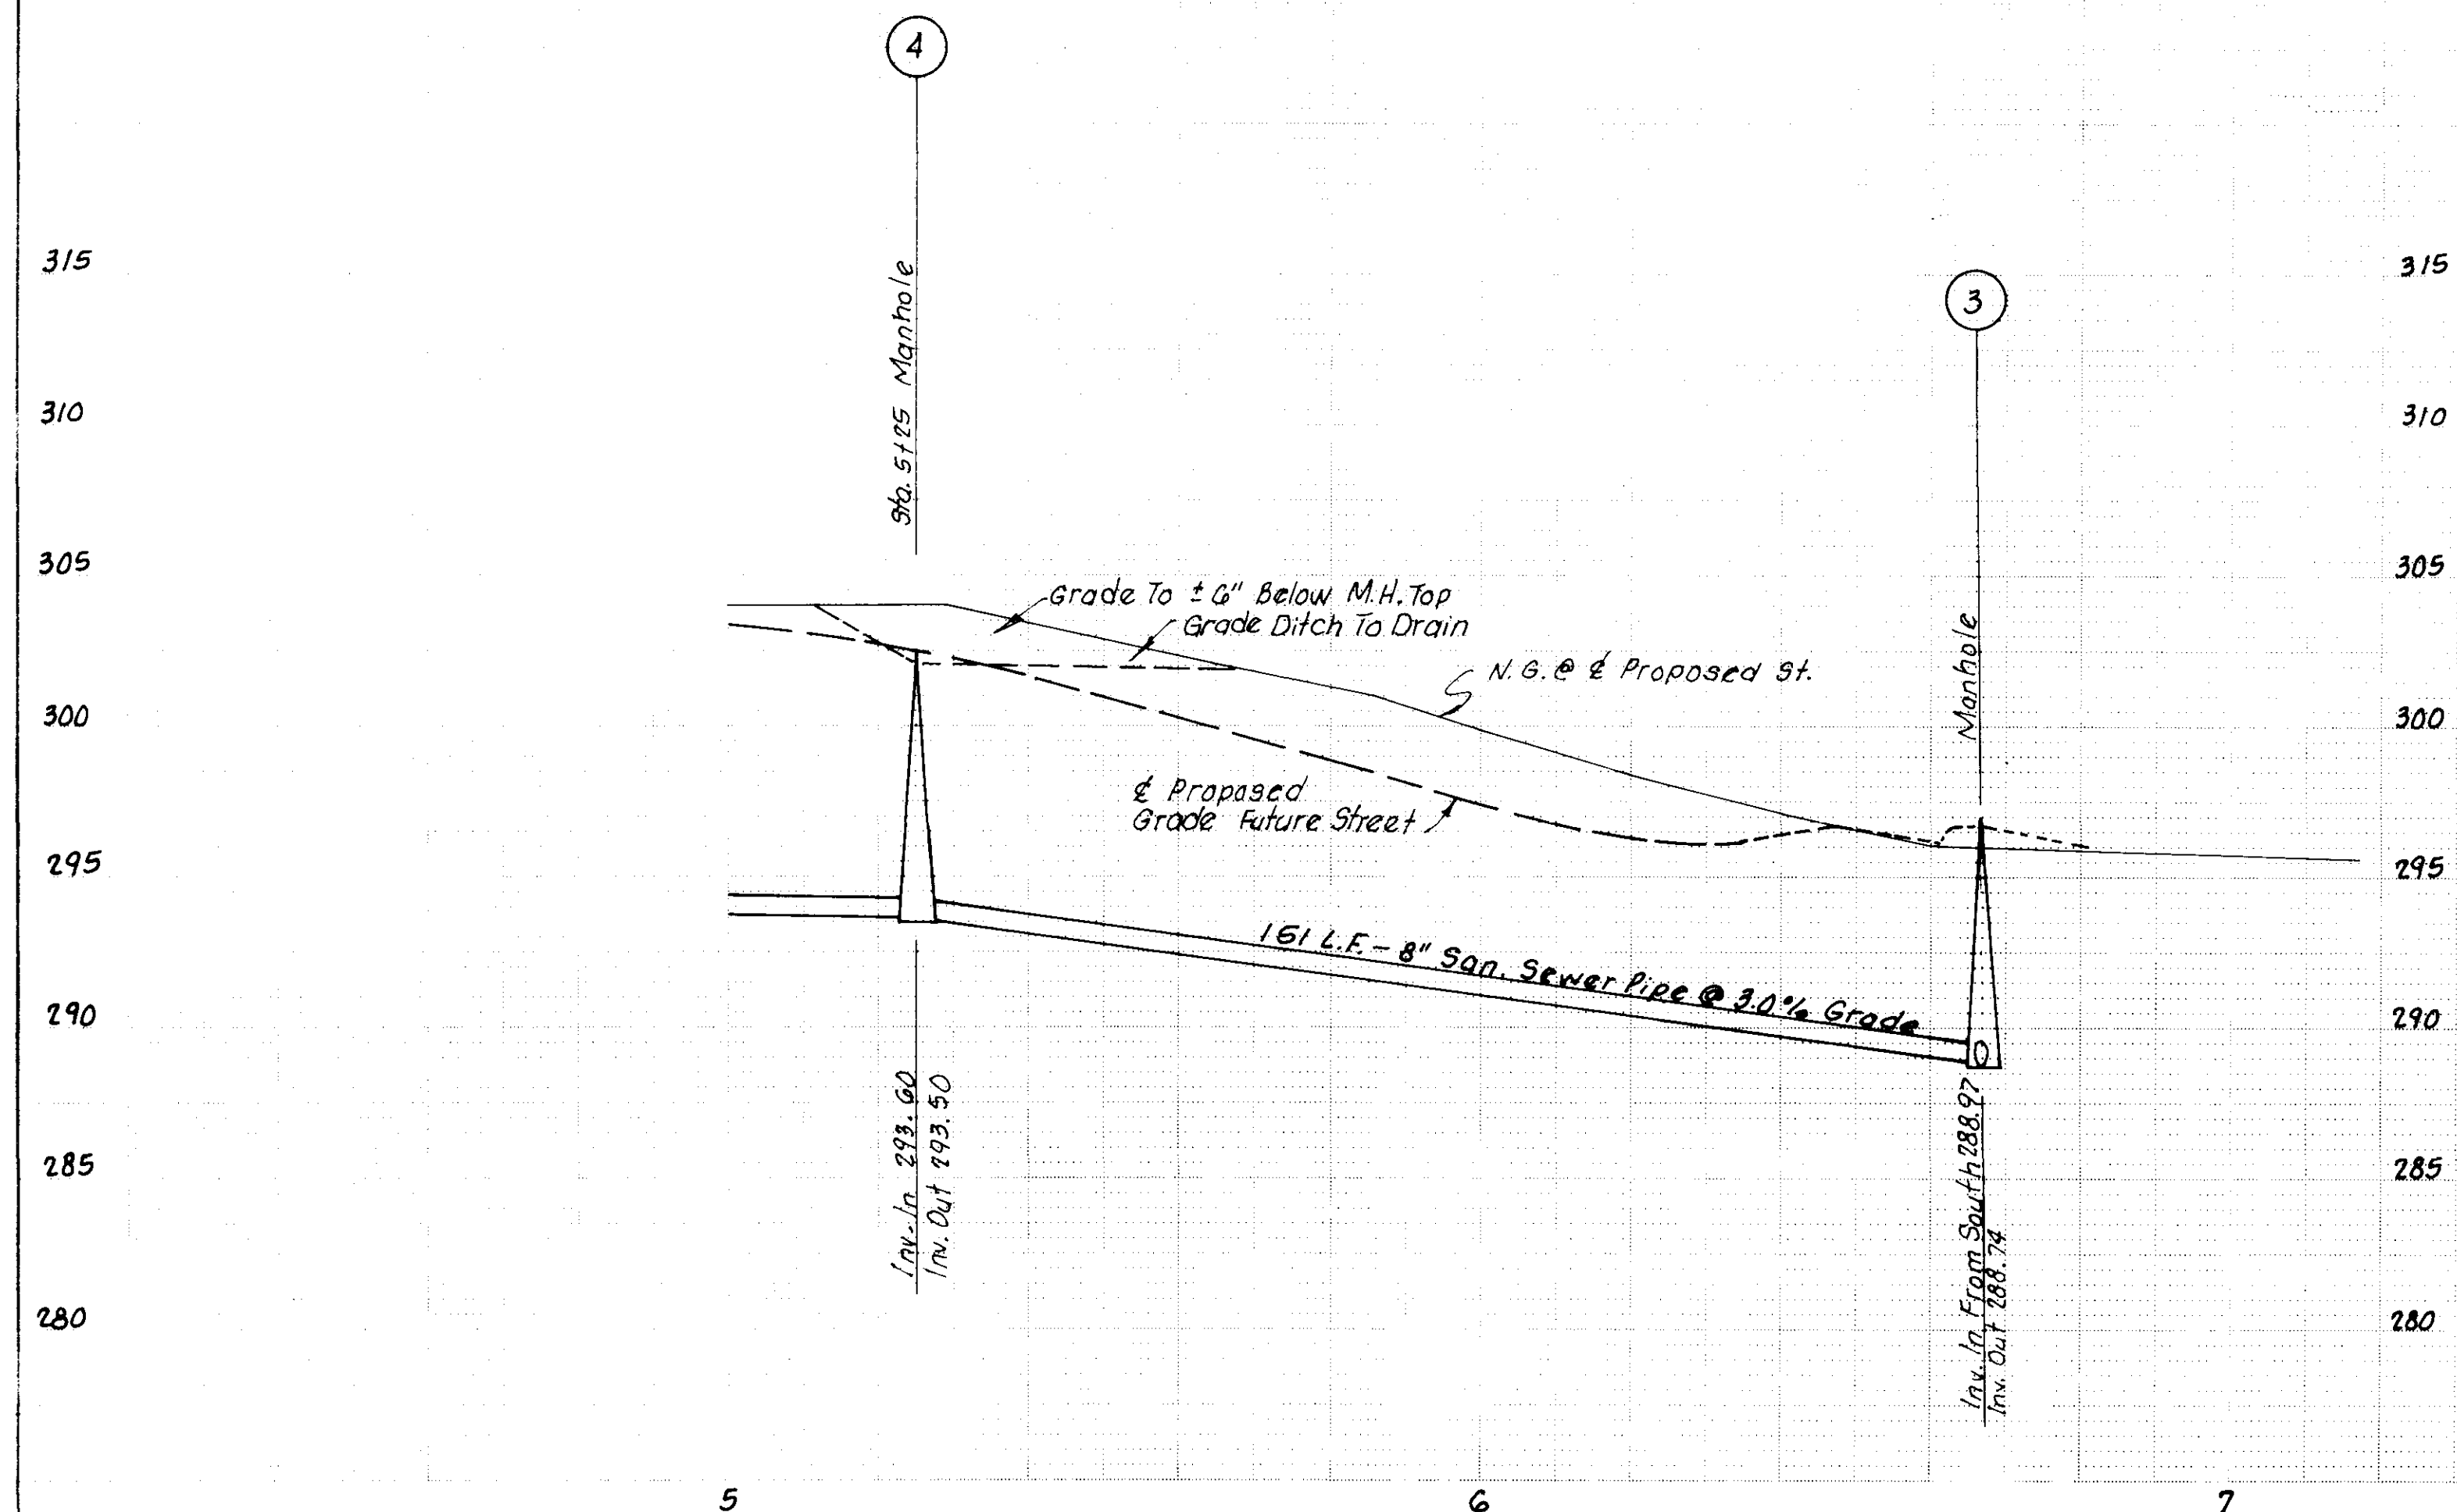 4
3
315
315
310
310
305
305
300
300
295
295
290
290
285
285
280
280
Sta. 5+25 Manhole
Manhole
Grade To ± 6" Below M.H. Top
Grade Ditch To Drain
N.G. @ ℄ Proposed St.
℄ Proposed
Grade Future Street
151 L.F. - 8" San. Sewer Pipe @ 3.0% Grade
Inv. In 293.60
Inv. Out 293.50
Inv. In From South 288.97
Inv. Out 288.74
5
6
7